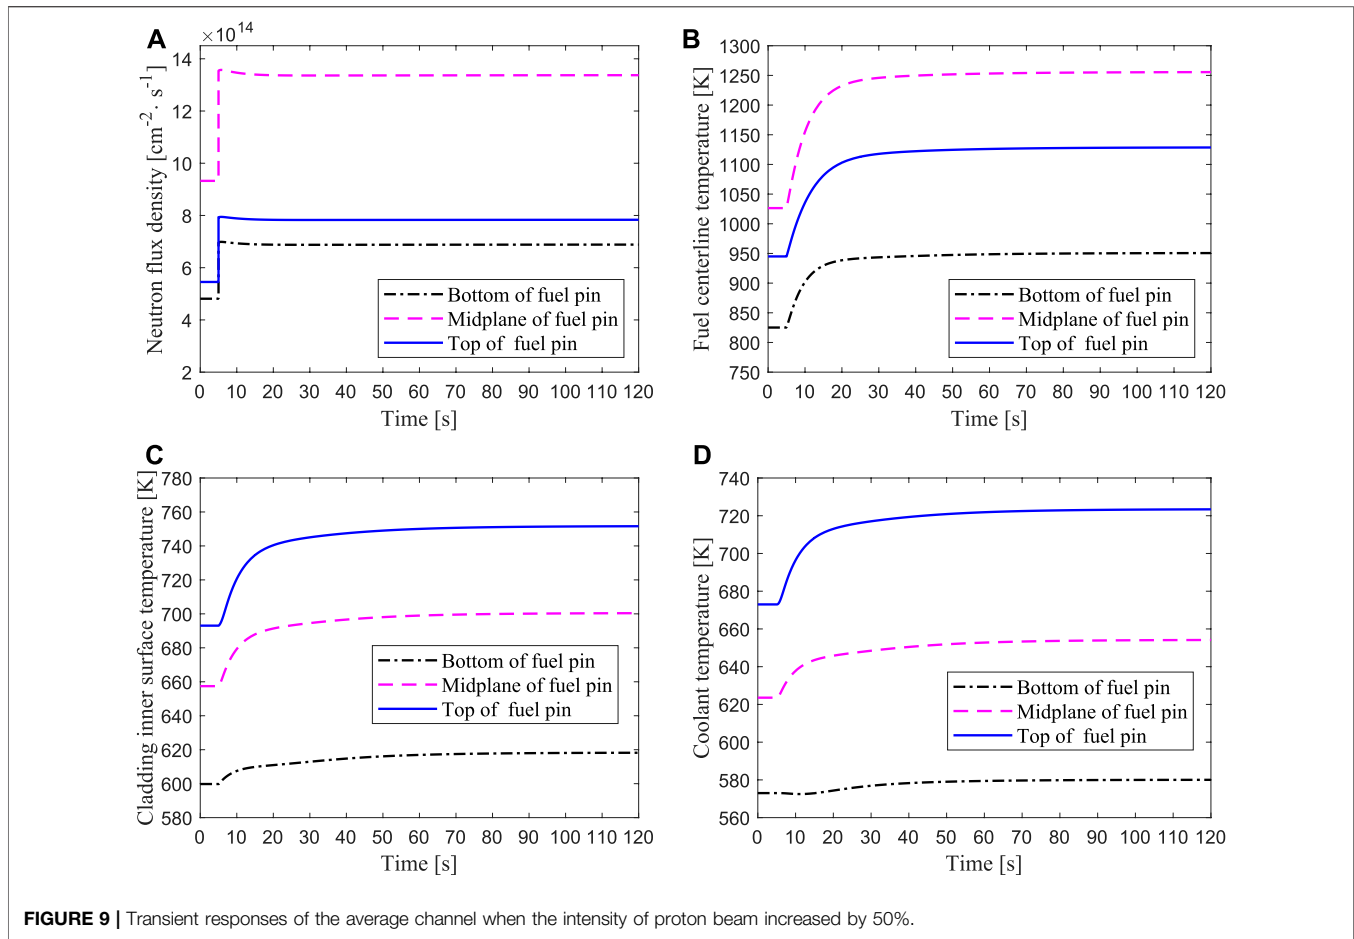 A
×10^14
14
12
10
8
6
4
2
Neutron flux density [cm^-2 · s^-1]
Bottom of fuel pin
Midplane of fuel pin
Top of fuel pin
0 10 20 30 40 50 60 70 80 90 100 110 120
Time [s]
B
1300
1250
1200
1150
1100
1050
1000
950
900
850
800
750
Fuel centerline temperature [K]
Bottom of fuel pin
Midplane of fuel pin
Top of fuel pin
0 10 20 30 40 50 60 70 80 90 100 110 120
Time [s]
C
780
760
740
720
700
680
660
640
620
600
580
Cladding inner surface temperature [K]
Bottom of fuel pin
Midplane of fuel pin
Top of fuel pin
0 10 20 30 40 50 60 70 80 90 100 110 120
Time [s]
D
740
720
700
680
660
640
620
600
580
560
Coolant temperature [K]
Bottom of fuel pin
Midplane of fuel pin
Top of fuel pin
0 10 20 30 40 50 60 70 80 90 100 110 120
Time [s]
FIGURE 9 | Transient responses of the average channel when the intensity of proton beam increased by 50%.